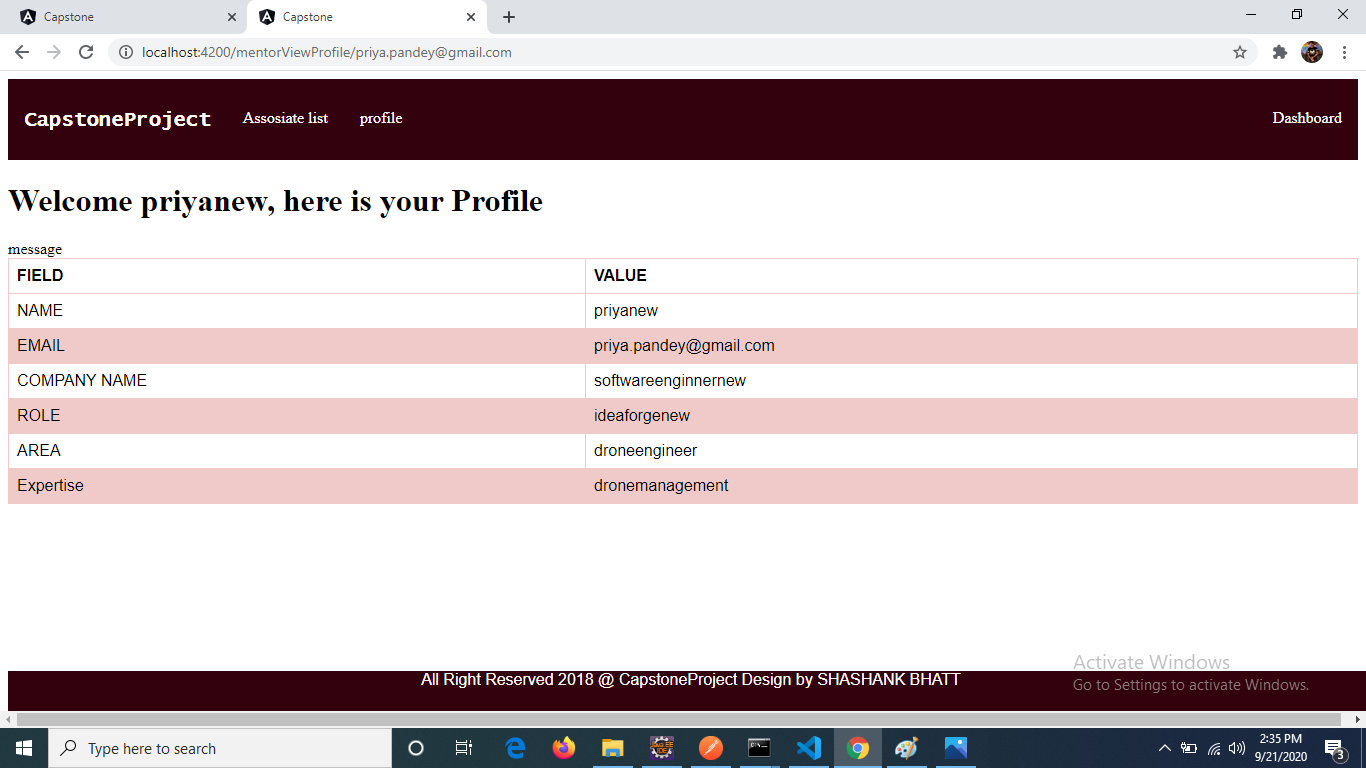 Capstone
Capstone
localhost:4200/mentorViewProfile/priya.pandey@gmail.com
CapstoneProject Assosiate list profile Dashboard
Welcome priyanew, here is your Profile
message
FIELD VALUE
NAME priyanew
EMAIL priya.pandey@gmail.com
COMPANY NAME softwareenginnernew
ROLE ideaforgenew
AREA droneengineer
Expertise dronemanagement
Activate Windows
Go to Settings to activate Windows.
All Right Reserved 2018 @ CapstoneProject Design by SHASHANK BHATT
Type here to search
2:35 PM
9/21/2020
3